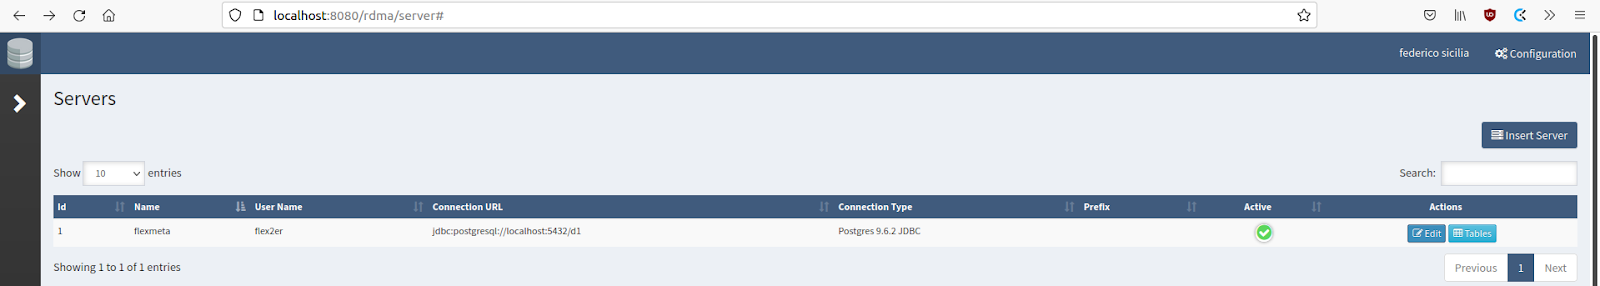 localhost:8080/rdma/server#
federico sicilia Configuration
Servers
Insert Server
Show 10 entries Search:
Id Name User Name Connection URL Connection Type Prefix Active Actions
1 flexmeta flex2er jdbc:postgresql://localhost:5432/d1 Postgres 9.6.2 JDBC Edit Tables
Showing 1 to 1 of 1 entries Previous 1 Next